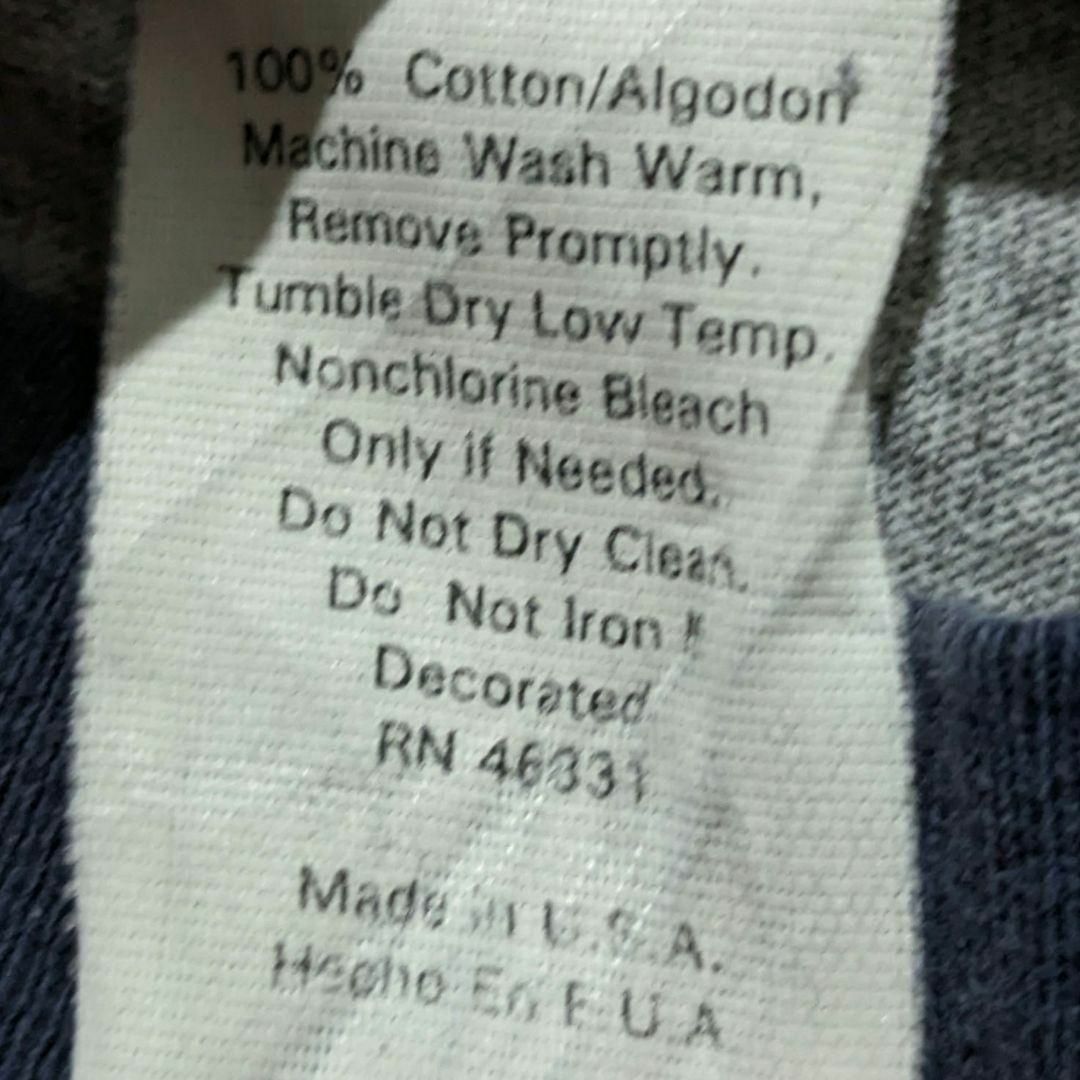 100% Cotton/Algodon
Machine Wash Warm,
Remove Promptly.
Tumble Dry Low Temp.
Nonchlorine Bleach
Only if Needed.
Do Not Dry Clean.
Do Not Iron If
Decorated
RN 46331
Made in U.S.A.
Hecho En E.U.A